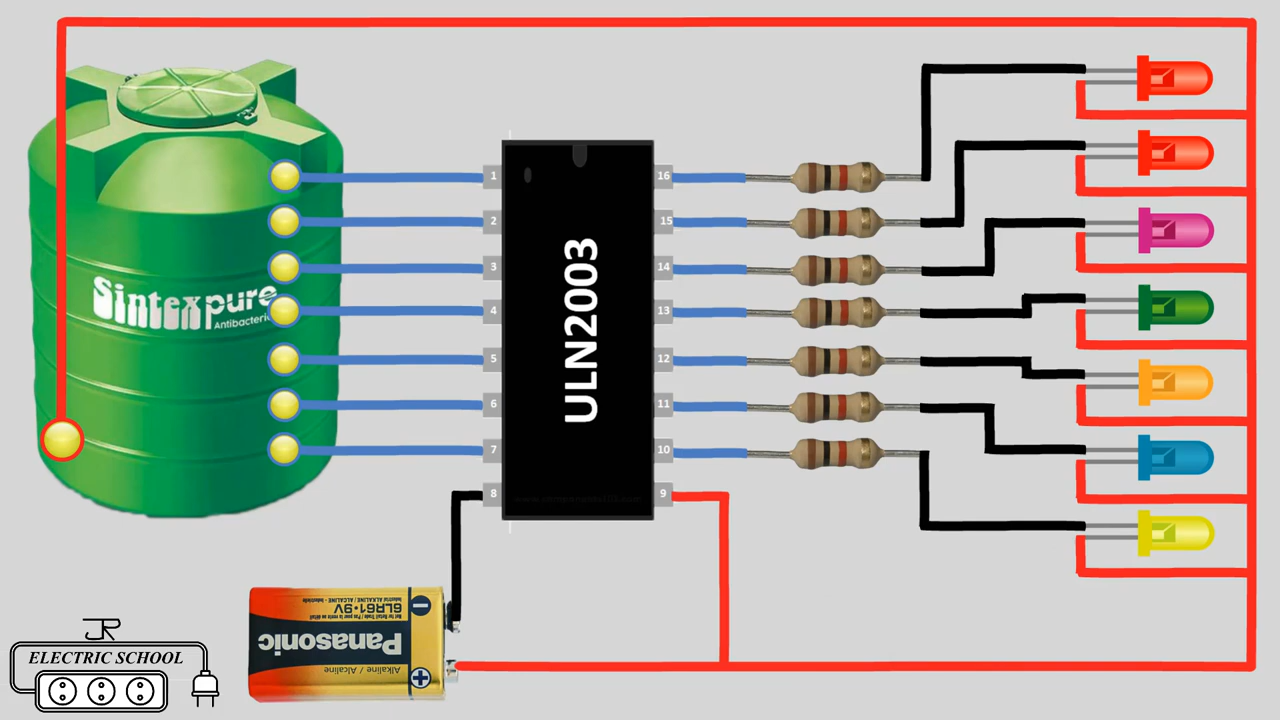 Sintexpure
Antibacteri
1
2
3
4
5
6
7
8
ULN2003
16
15
14
13
12
11
10
9
6LR61•9V
Panasonic
Alkaline / Alcaline
JR
ELECTRIC SCHOOL